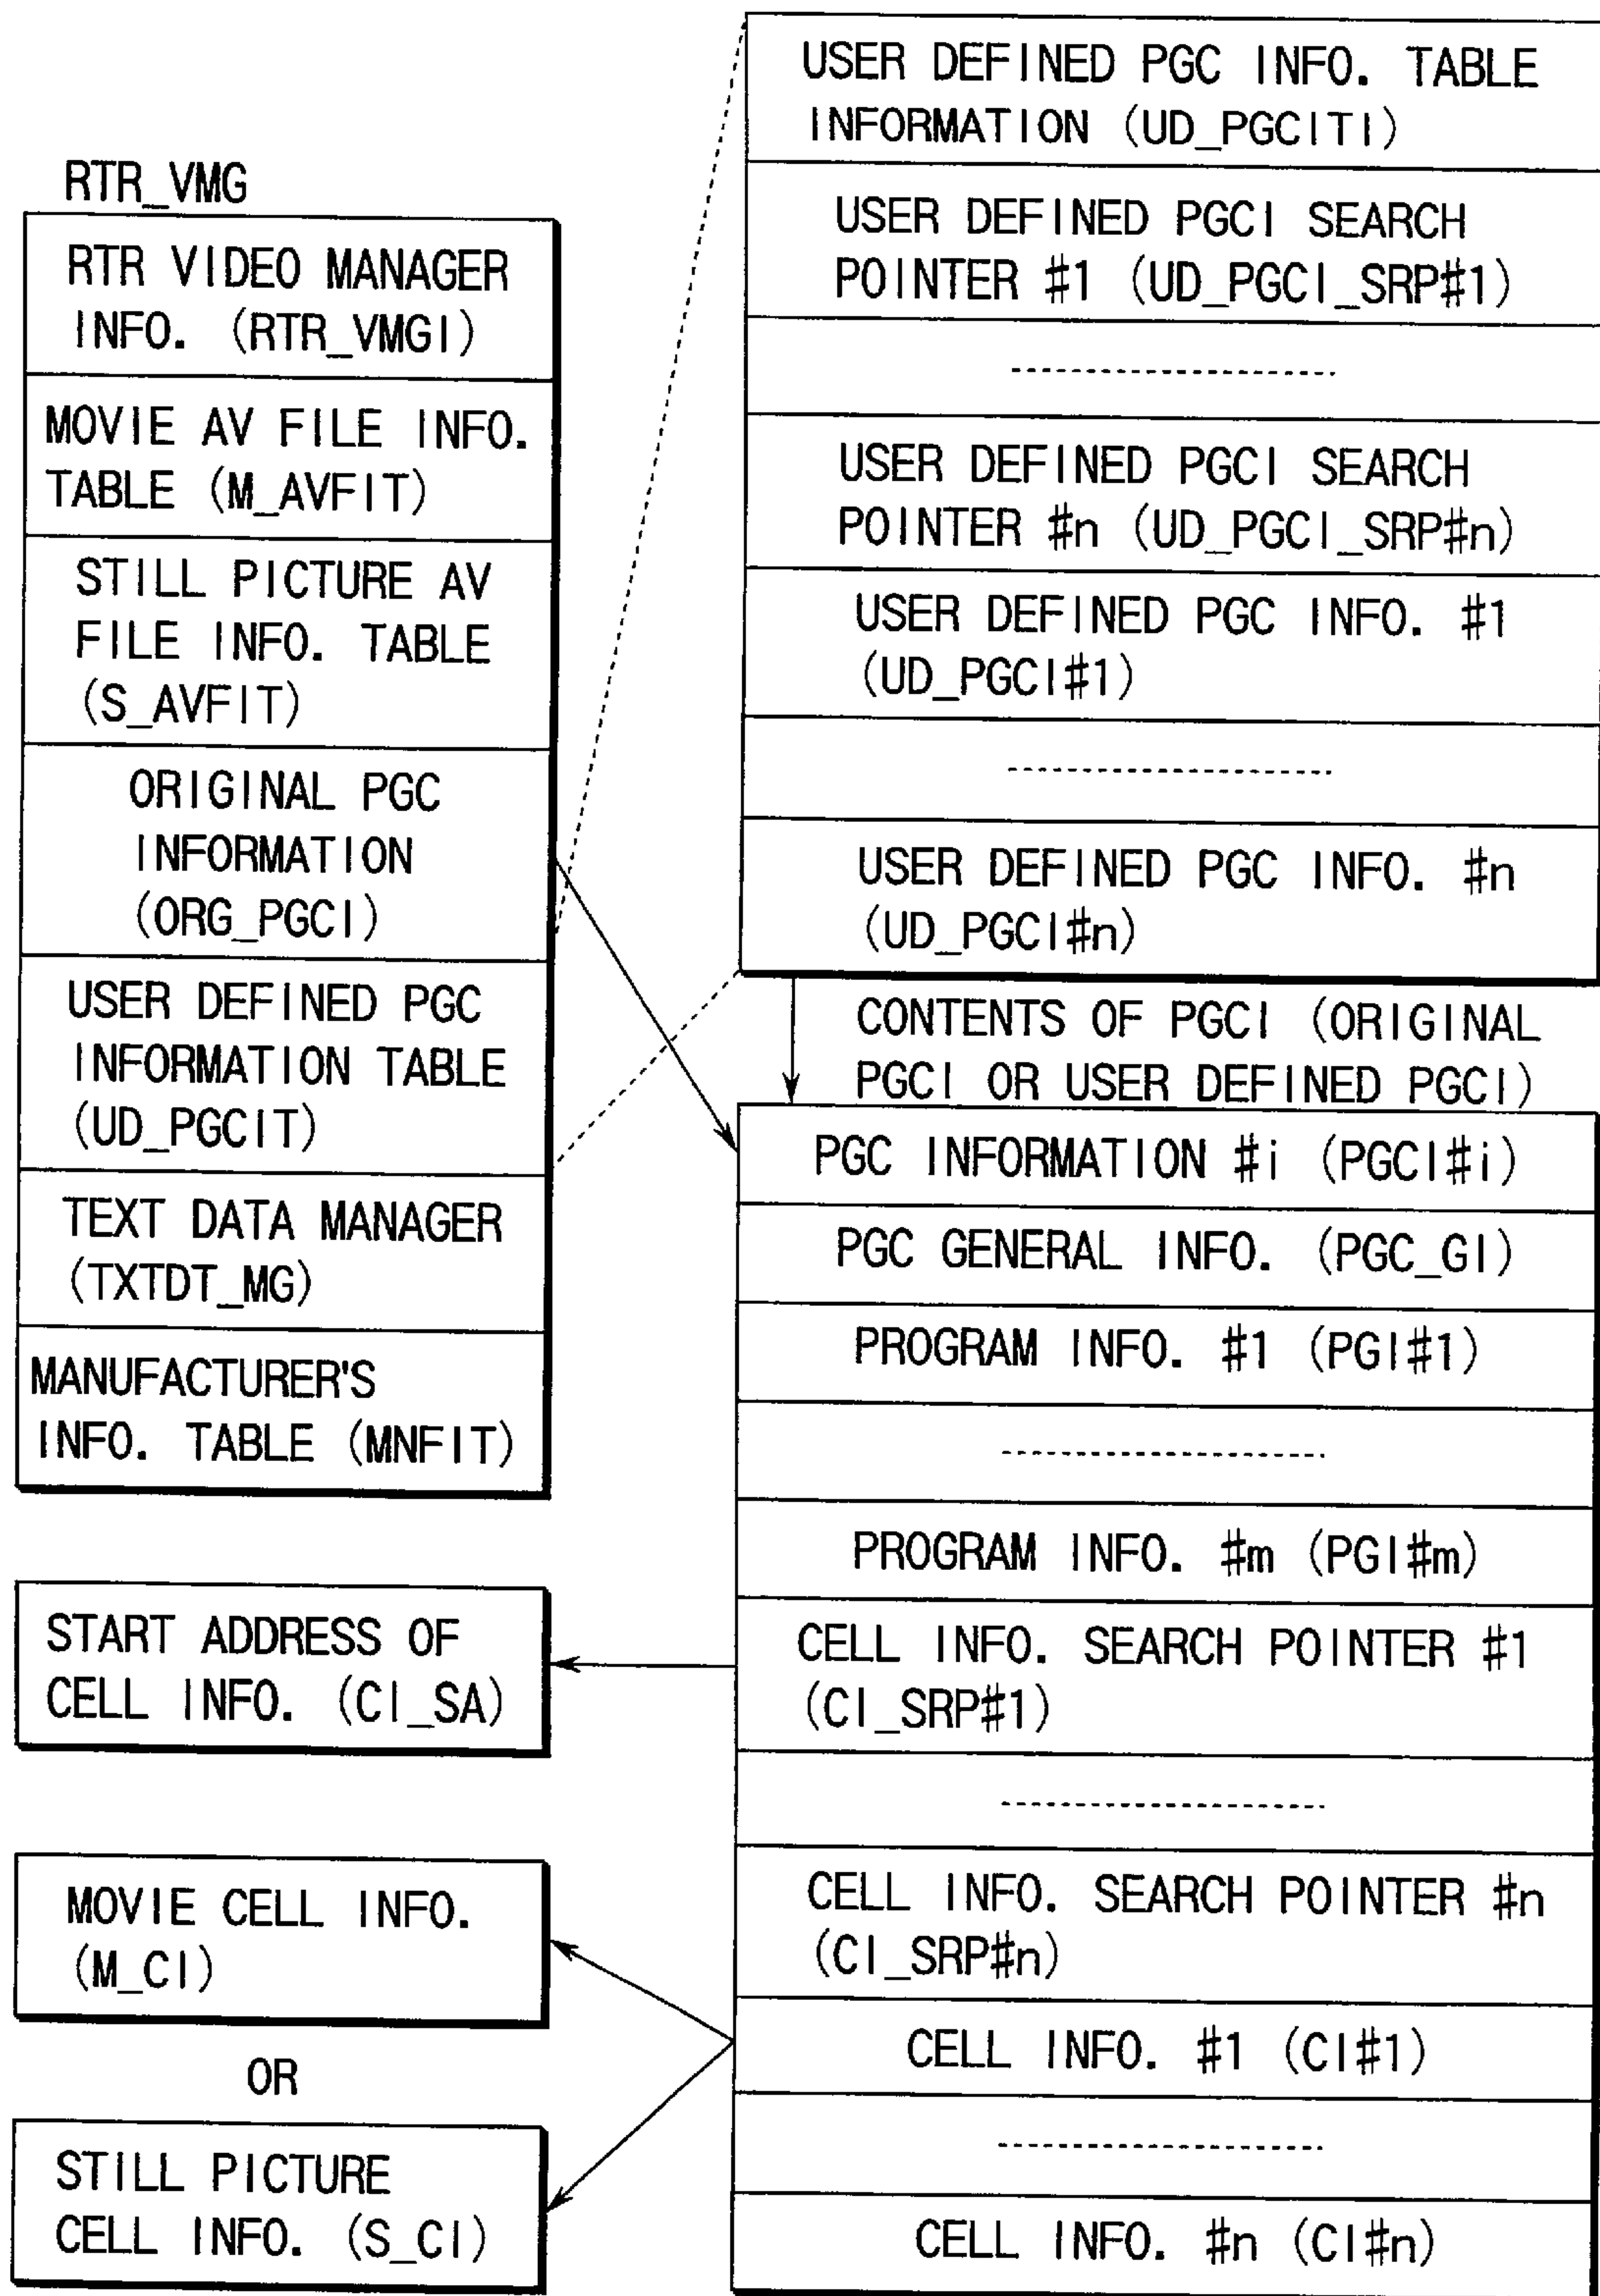 RTR_VMG
RTR VIDEO MANAGER
INFO. (RTR_VMGI)
MOVIE AV FILE INFO.
TABLE (M_AVFIT)
STILL PICTURE AV
FILE INFO. TABLE
(S_AVFIT)
ORIGINAL PGC
INFORMATION
(ORG_PGCI)
USER DEFINED PGC
INFORMATION TABLE
(UD_PGCIT)
TEXT DATA MANAGER
(TXTDT_MG)
MANUFACTURER'S
INFO. TABLE (MNFIT)
USER DEFINED PGC INFO. TABLE
INFORMATION (UD_PGCITI)
USER DEFINED PGCI SEARCH
POINTER #1 (UD_PGCI_SRP#1)
USER DEFINED PGCI SEARCH
POINTER #n (UD_PGCI_SRP#n)
USER DEFINED PGC INFO. #1
(UD_PGCI#1)
USER DEFINED PGC INFO. #n
(UD_PGCI#n)
CONTENTS OF PGCI (ORIGINAL
PGCI OR USER DEFINED PGCI)
PGC INFORMATION #i (PGCI#i)
PGC GENERAL INFO. (PGC_GI)
PROGRAM INFO. #1 (PGI#1)
PROGRAM INFO. #m (PGI#m)
CELL INFO. SEARCH POINTER #1
(CI_SRP#1)
CELL INFO. SEARCH POINTER #n
(CI_SRP#n)
CELL INFO. #1 (CI#1)
CELL INFO. #n (CI#n)
START ADDRESS OF
CELL INFO. (CI_SA)
MOVIE CELL INFO.
(M_CI)
OR
STILL PICTURE
CELL INFO. (S_CI)